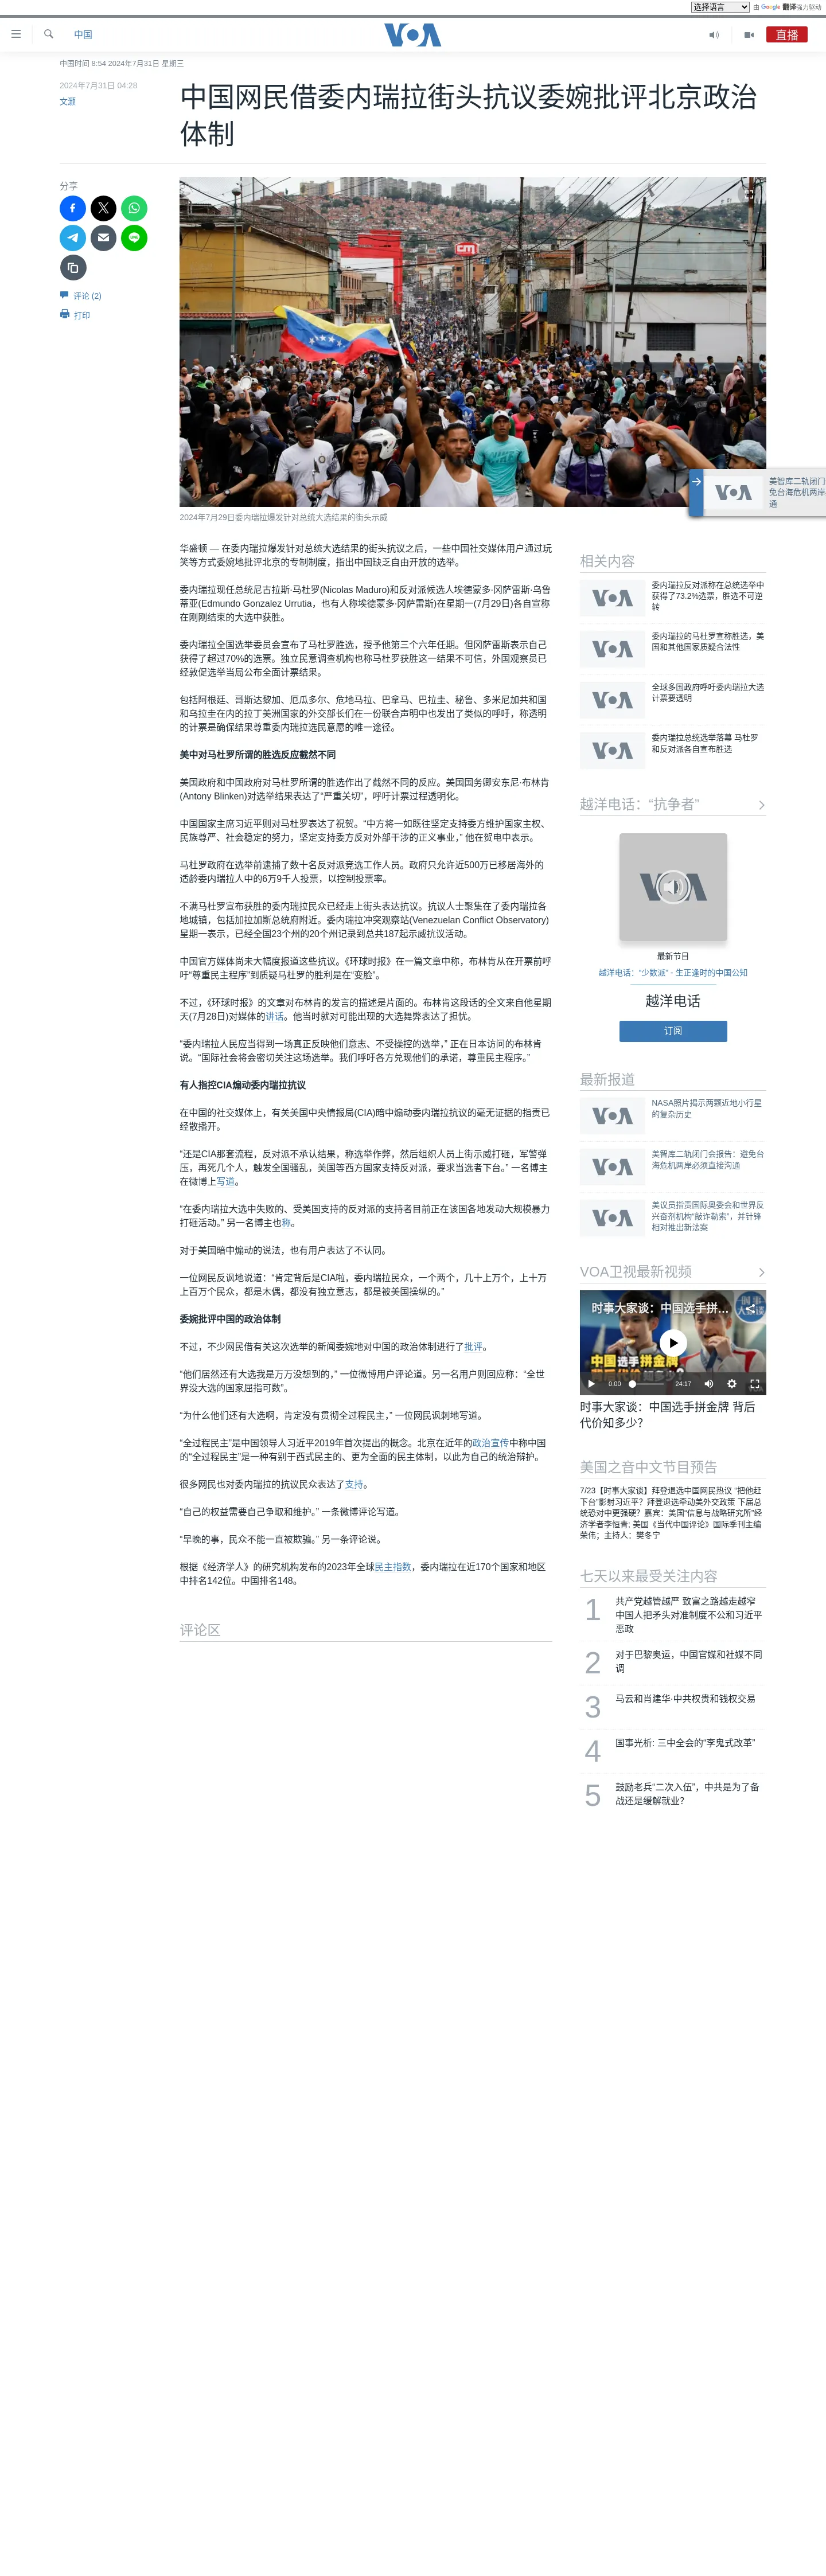 选择语言 由 Google 翻译强力驱动
中国
VOA
直播
中国时间 8:54 2024年7月31日 星期三
2024年7月31日 04:28
文灏
中国网民借委内瑞拉街头抗议委婉批评北京政治
体制
分享
评论 (2)
打印
2024年7月29日委内瑞拉爆发针对总统大选结果的街头示威
美智库二轨闭门
免台海危机两岸
通
VOA
华盛顿 — 在委内瑞拉爆发针对总统大选结果的街头抗议之后，一些中国社交媒体用户通过玩
笑等方式委婉地批评北京的专制制度，指出中国缺乏自由开放的选举。
委内瑞拉现任总统尼古拉斯·马杜罗(Nicolas Maduro)和反对派候选人埃德蒙多·冈萨雷斯·乌鲁
蒂亚(Edmundo Gonzalez Urrutia，也有人称埃德蒙多·冈萨雷斯)在星期一(7月29日)各自宣称
在刚刚结束的大选中获胜。
委内瑞拉全国选举委员会宣布了马杜罗胜选，授予他第三个六年任期。但冈萨雷斯表示自己
获得了超过70%的选票。独立民意调查机构也称马杜罗获胜这一结果不可信，外国观察员已
经敦促选举当局公布全面计票结果。
包括阿根廷、哥斯达黎加、厄瓜多尔、危地马拉、巴拿马、巴拉圭、秘鲁、多米尼加共和国
和乌拉圭在内的拉丁美洲国家的外交部长们在一份联合声明中也发出了类似的呼吁，称透明
的计票是确保结果尊重委内瑞拉选民意愿的唯一途径。
美中对马杜罗所谓的胜选反应截然不同
美国政府和中国政府对马杜罗所谓的胜选作出了截然不同的反应。美国国务卿安东尼·布林肯
(Antony Blinken)对选举结果表达了“严重关切”，呼吁计票过程透明化。
中国国家主席习近平则对马杜罗表达了祝贺。“中方将一如既往坚定支持委方维护国家主权、
民族尊严、社会稳定的努力，坚定支持委方反对外部干涉的正义事业，” 他在贺电中表示。
马杜罗政府在选举前逮捕了数十名反对派竞选工作人员。政府只允许近500万已移居海外的
适龄委内瑞拉人中的6万9千人投票，以控制投票率。
不满马杜罗宣布获胜的委内瑞拉民众已经走上街头表达抗议。抗议人士聚集在了委内瑞拉各
地城镇，包括加拉加斯总统府附近。委内瑞拉冲突观察站(Venezuelan Conflict Observatory)
星期一表示，已经全国23个州的20个州记录到总共187起示威抗议活动。
中国官方媒体尚未大幅度报道这些抗议。《环球时报》在一篇文章中称，布林肯从在开票前呼
吁“尊重民主程序”到质疑马杜罗的胜利是在“变脸”。
不过，《环球时报》的文章对布林肯的发言的描述是片面的。布林肯这段话的全文来自他星期
天(7月28日)对媒体的讲话。他当时就对可能出现的大选舞弊表达了担忧。
“委内瑞拉人民应当得到一场真正反映他们意志、不受操控的选举，” 正在日本访问的布林肯
说。“国际社会将会密切关注这场选举。我们呼吁各方兑现他们的承诺，尊重民主程序。”
有人指控CIA煽动委内瑞拉抗议
在中国的社交媒体上，有关美国中央情报局(CIA)暗中煽动委内瑞拉抗议的毫无证据的指责已
经散播开。
“还是CIA那套流程，反对派不承认结果，称选举作弊，然后组织人员上街示威打砸，军警弹
压，再死几个人，触发全国骚乱，美国等西方国家支持反对派，要求当选者下台。” 一名博主
在微博上写道。
“在委内瑞拉大选中失败的、受美国支持的反对派的支持者目前正在该国各地发动大规模暴力
打砸活动。” 另一名博主也称。
对于美国暗中煽动的说法，也有用户表达了不认同。
一位网民反讽地说道：“肯定背后是CIA啦，委内瑞拉民众，一个两个，几十上万个，上十万
上百万个民众，都是木偶，都没有独立意志，都是被美国操纵的。”
委婉批评中国的政治体制
不过，不少网民借有关这次选举的新闻委婉地对中国的政治体制进行了批评。
“他们居然还有大选我是万万没想到的，” 一位微博用户评论道。另一名用户则回应称：“全世
界没大选的国家屈指可数”。
“为什么他们还有大选啊，肯定没有贯彻全过程民主，” 一位网民讽刺地写道。
“全过程民主”是中国领导人习近平2019年首次提出的概念。北京在近年的政治宣传中称中国
的“全过程民主”是一种有别于西式民主的、更为全面的民主体制，以此为自己的统治辩护。
很多网民也对委内瑞拉的抗议民众表达了支持。
“自己的权益需要自己争取和维护。” 一条微博评论写道。
“早晚的事，民众不能一直被欺骗。” 另一条评论说。
根据《经济学人》的研究机构发布的2023年全球民主指数，委内瑞拉在近170个国家和地区
中排名142位。中国排名148。
评论区
相关内容
VOA
委内瑞拉反对派称在总统选举中
获得了73.2%选票，胜选不可逆
转
VOA
委内瑞拉的马杜罗宣称胜选，美
国和其他国家质疑合法性
VOA
全球多国政府呼吁委内瑞拉大选
计票要透明
VOA
委内瑞拉总统选举落幕 马杜罗
和反对派各自宣布胜选
越洋电话：“抗争者”
VOA
最新节目
越洋电话：“少数派” - 生正逢时的中国公知
越洋电话
订阅
最新报道
VOA
NASA照片揭示两颗近地小行星
的复杂历史
VOA
美智库二轨闭门会报告：避免台
海危机两岸必须直接沟通
VOA
美议员指责国际奥委会和世界反
兴奋剂机构“敲诈勒索”，并针锋
相对推出新法案
VOA卫视最新视频
时事大家谈：中国选手拼...
中国选手拼金牌
0:00
24:17
时事大家谈：中国选手拼金牌 背后
代价知多少？
美国之音中文节目预告
7/23【时事大家谈】拜登退选中国网民热议 “把他赶
下台”影射习近平？拜登退选牵动美外交政策 下届总
统恐对中更强硬？嘉宾：美国“信息与战略研究所”经
济学者李恒青; 美国《当代中国评论》国际季刊主编
荣伟；主持人：樊冬宁
七天以来最受关注内容
1
共产党越管越严 致富之路越走越窄
中国人把矛头对准制度不公和习近平
恶政
2
对于巴黎奥运，中国官媒和社媒不同
调
3
马云和肖建华·中共权贵和钱权交易
4
国事光析: 三中全会的“李鬼式改革”
5
鼓励老兵“二次入伍”，中共是为了备
战还是缓解就业？